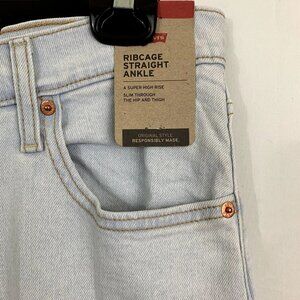 RIBCAGE
STRAIGHT
ANKLE
A SUPER HIGH RISE
SLIM THROUGH
THE HIP AND THIGH
ORIGINAL STYLE
RESPONSIBLY MADE.